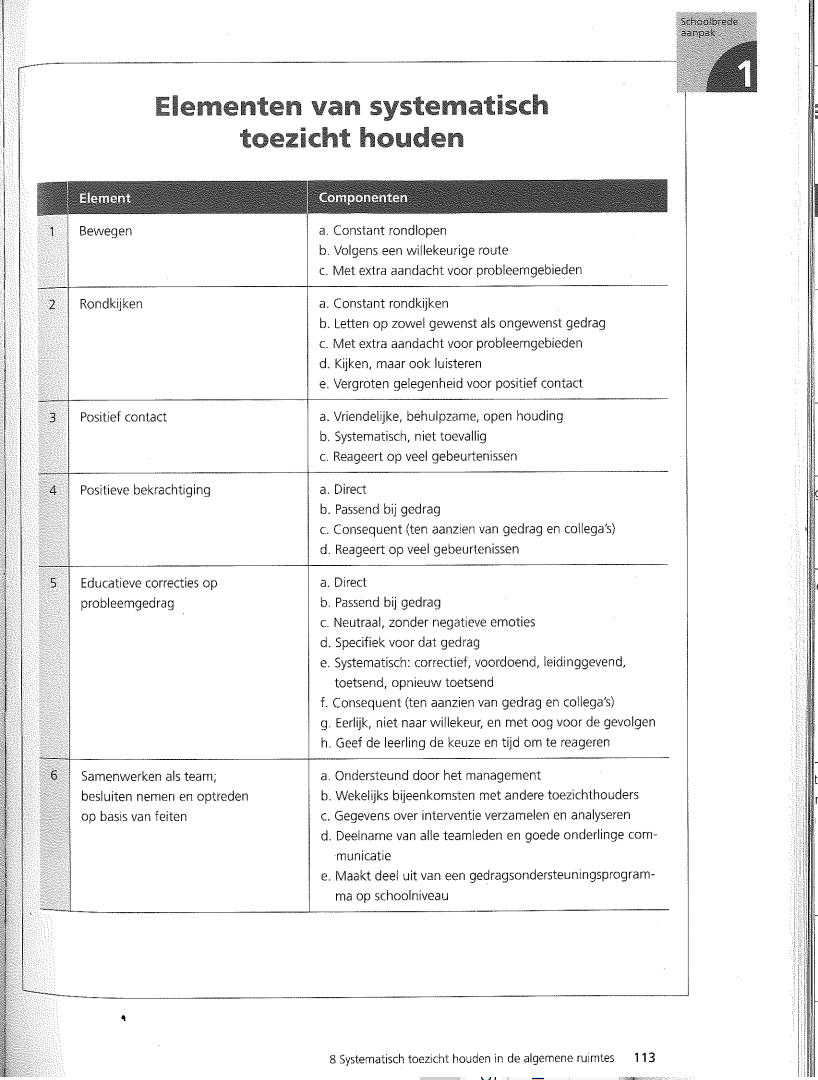 Schoolbrede
aanpak
1
Elementen van systematisch
toezicht houden
Element Componenten
1 Bewegen a. Constant rondlopen
b. Volgens een willekeurige route
c. Met extra aandacht voor probleemgebieden
2 Rondkijken a. Constant rondkijken
b. Letten op zowel gewenst als ongewenst gedrag
c. Met extra aandacht voor probleemgebieden
d. Kijken, maar ook luisteren
e. Vergroten gelegenheid voor positief contact
3 Positief contact a. Vriendelijke, behulpzame, open houding
b. Systematisch, niet toevallig
c. Reageert op veel gebeurtenissen
4 Positieve bekrachtiging a. Direct
b. Passend bij gedrag
c. Consequent (ten aanzien van gedrag en collega's)
d. Reageert op veel gebeurtenissen
5 Educatieve correcties op a. Direct
probleemgedrag b. Passend bij gedrag
c. Neutraal, zonder negatieve emoties
d. Specifiek voor dat gedrag
e. Systematisch: correctief, voordoend, leidinggevend,
toetsend, opnieuw toetsend
f. Consequent (ten aanzien van gedrag en collega's)
g. Eerlijk, niet naar willekeur, en met oog voor de gevolgen
h. Geef de leerling de keuze en tijd om te reageren
6 Samenwerken als team; a. Ondersteund door het management
besluiten nemen en optreden b. Wekelijks bijeenkomsten met andere toezichthouders
op basis van feiten c. Gegevens over interventie verzamelen en analyseren
d. Deelname van alle teamleden en goede onderlinge com-
municatie
e. Maakt deel uit van een gedragsondersteuningsprogram-
ma op schoolniveau
8 Systematisch toezicht houden in de algemene ruimtes 113